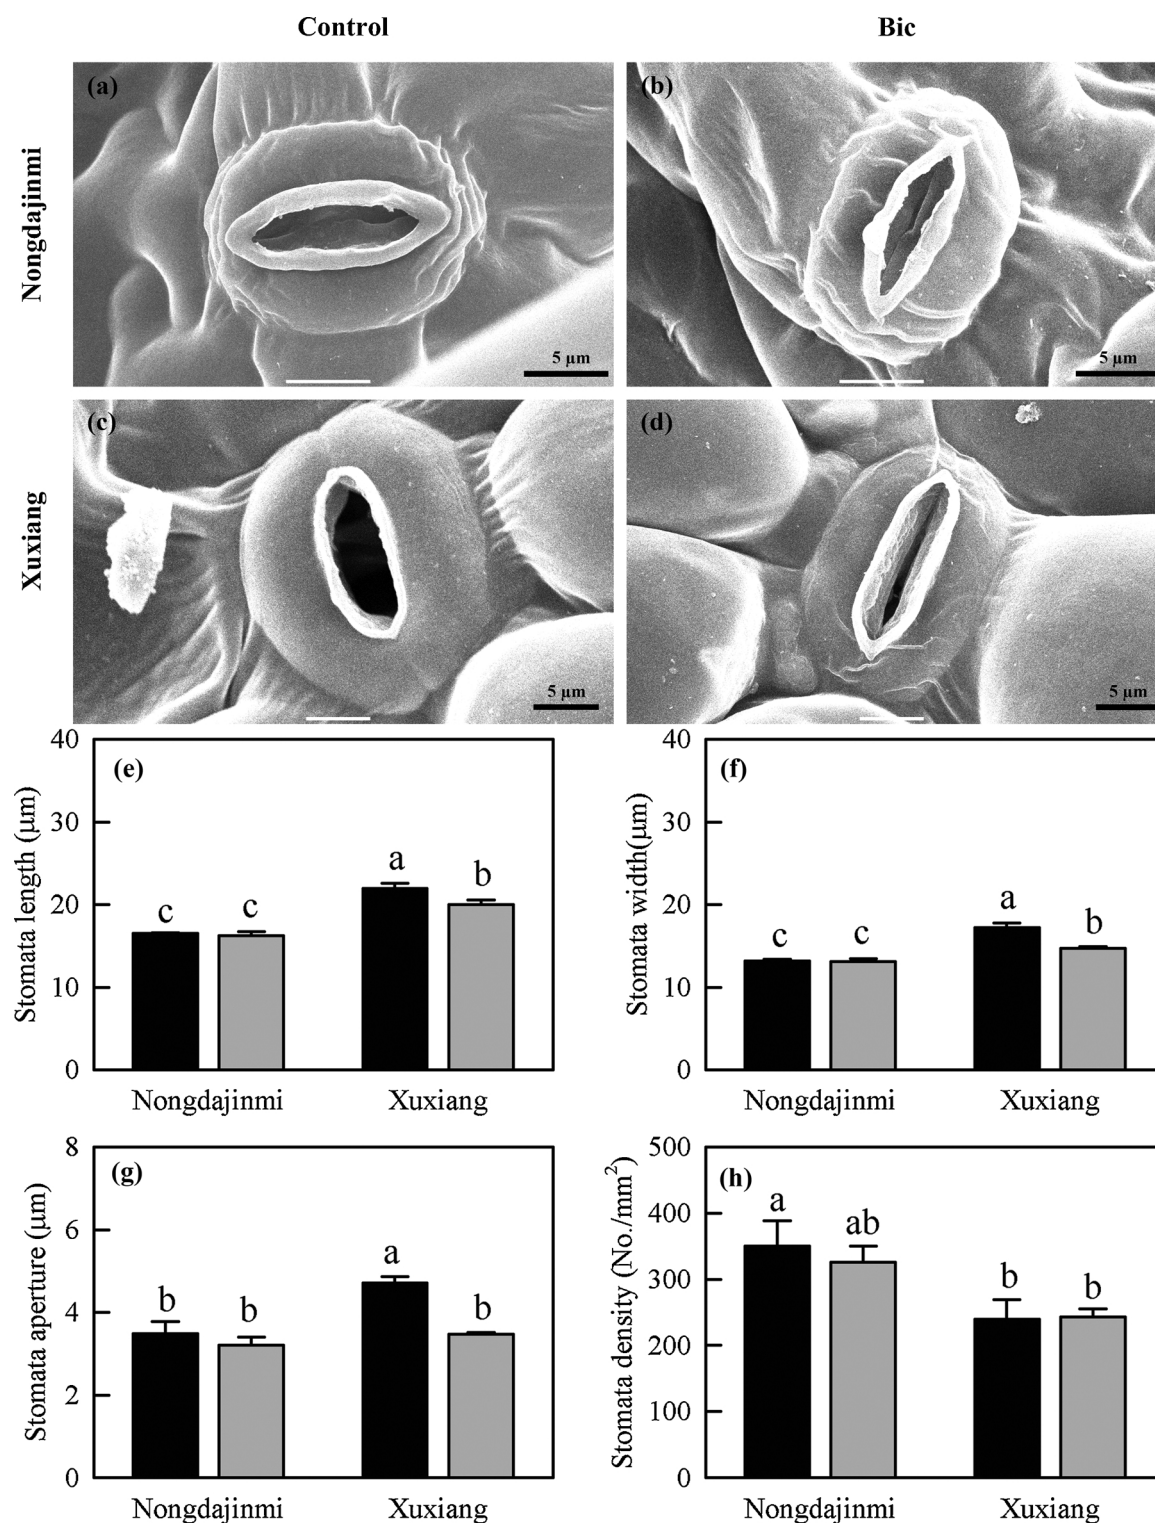 Control Bic
Nongdajinmi
(a) (b)
5 μm 5 μm
Xuxiang
(c) (d)
5 μm 5 μm
(e)
Stomata length (μm)
40
30
20
10
0
c c a b
Nongdajinmi Xuxiang
(f)
Stomata width(μm)
40
30
20
10
0
c c a b
Nongdajinmi Xuxiang
(g)
Stomata aperture (μm)
8
6
4
2
0
b b a b
Nongdajinmi Xuxiang
(h)
Stomata density (No./mm²)
500
400
300
200
100
0
a ab b b
Nongdajinmi Xuxiang